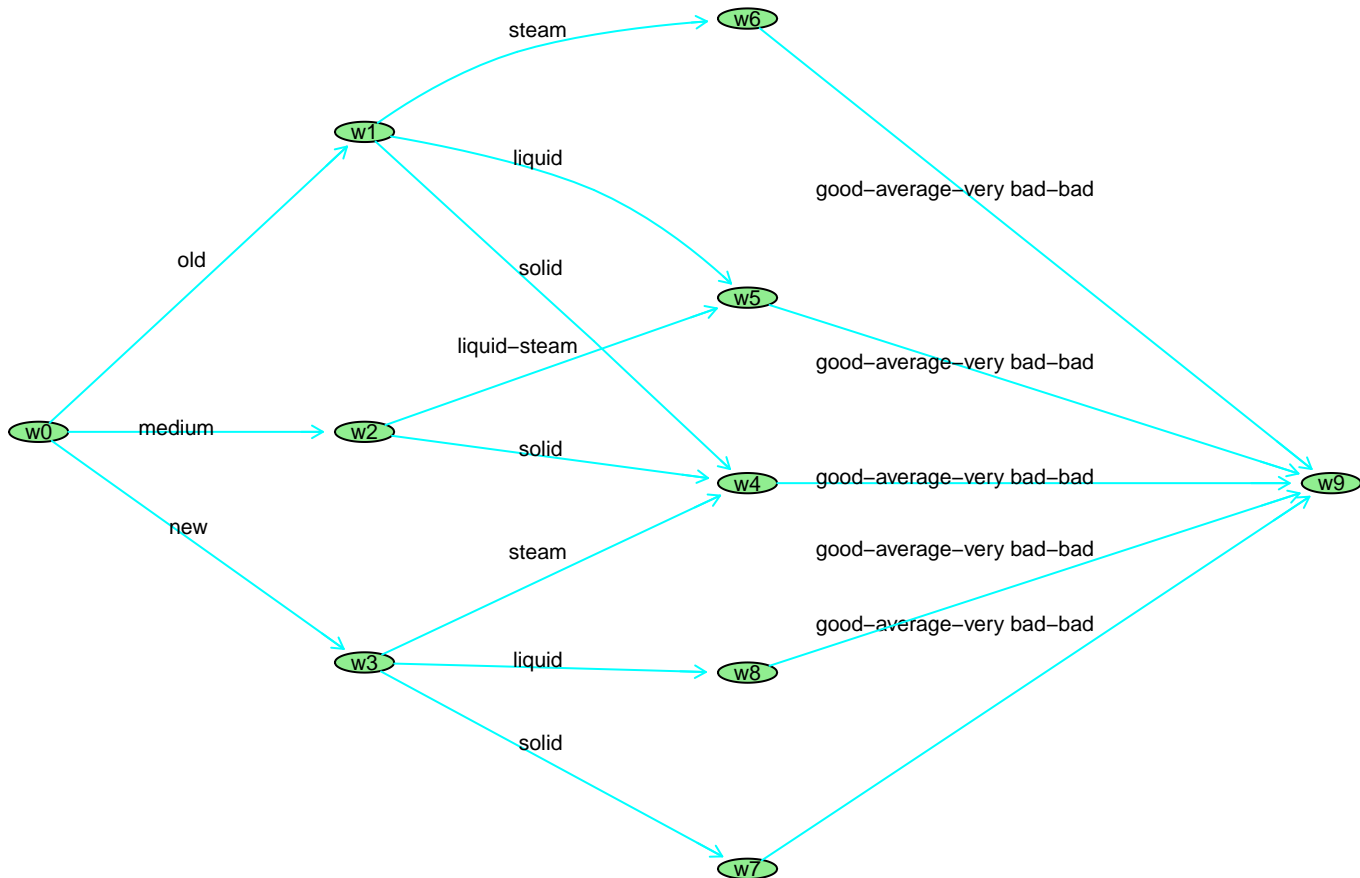 w6
steam
w1
liquid
good−average−very bad−bad
old
solid
w5
liquid−steam
good−average−very bad−bad
w0
medium
w2
solid
w4
good−average−very bad−bad
w9
new
steam
good−average−very bad−bad
w3
liquid
w8
good−average−very bad−bad
solid
w7